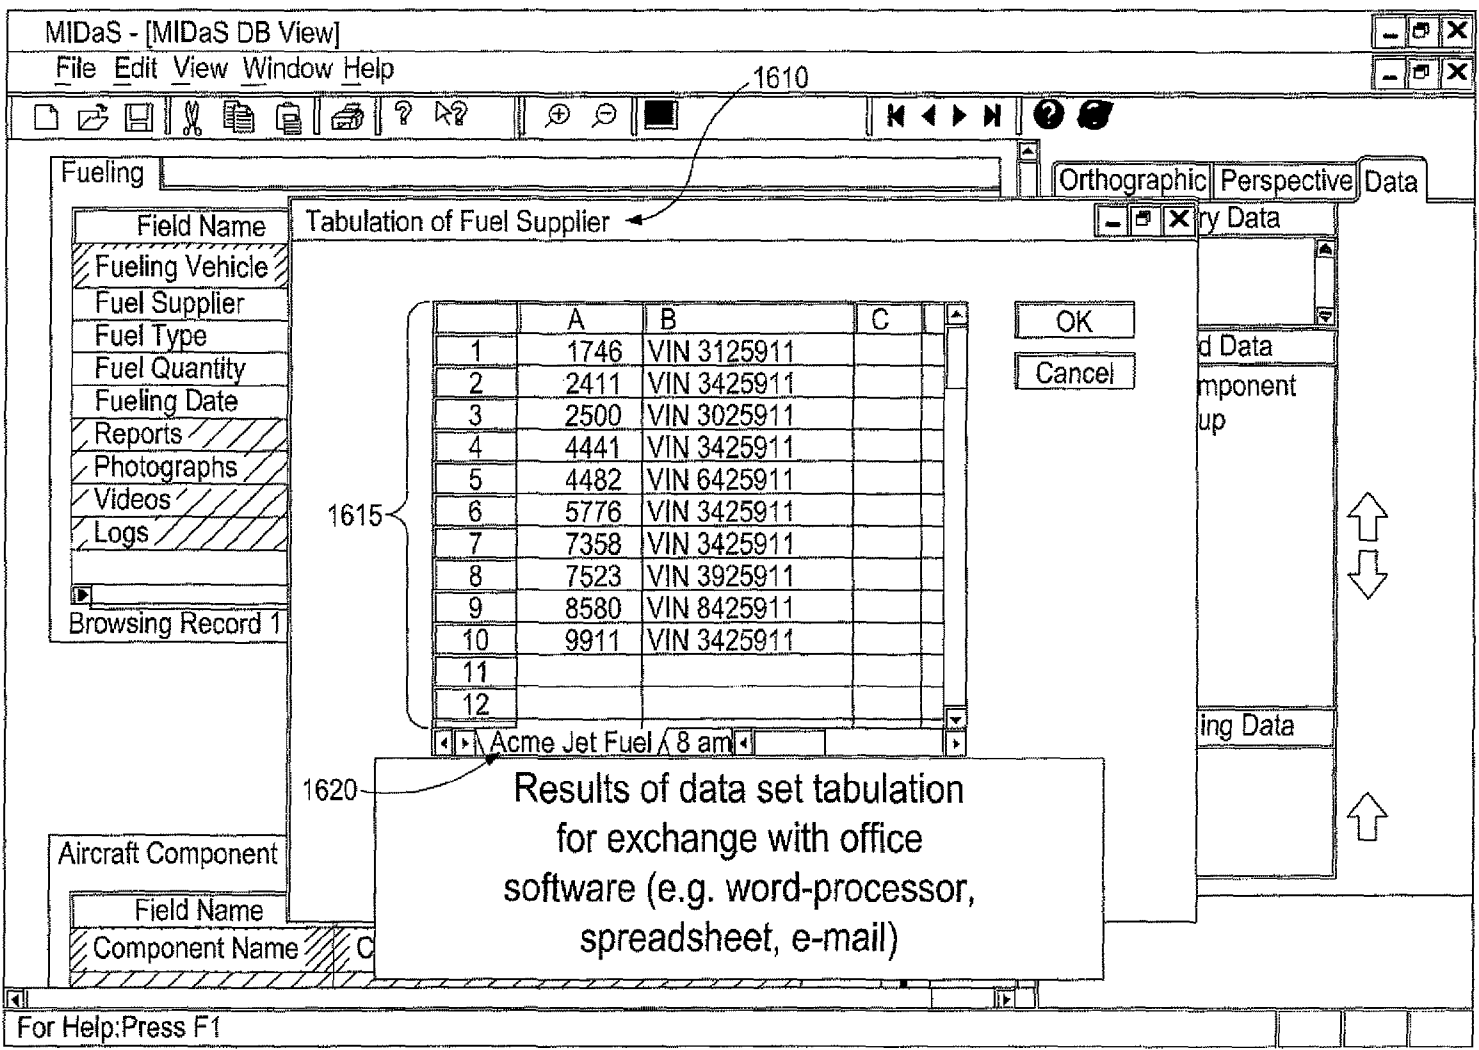 MIDaS - [MIDaS DB View]
File Edit View Window Help
1610
Fueling
Orthographic Perspective Data
Field Name
Fueling Vehicle
Fuel Supplier
Fuel Type
Fuel Quantity
Fueling Date
Reports
Photographs
Videos
Logs
Browsing Record 1
Tabulation of Fuel Supplier
ry Data
A B C
1 1746 VIN 3125911
2 2411 VIN 3425911
3 2500 VIN 3025911
4 4441 VIN 3425911
5 4482 VIN 6425911
6 5776 VIN 3425911
7 7358 VIN 3425911
8 7523 VIN 3925911
9 8580 VIN 8425911
10 9911 VIN 3425911
11
12
1615
OK
Cancel
d Data
mponent
up
ing Data
Acme Jet Fuel 8 am
1620
Results of data set tabulation
for exchange with office
software (e.g. word-processor,
spreadsheet, e-mail)
Aircraft Component
Field Name
Component Name C
For Help:Press F1